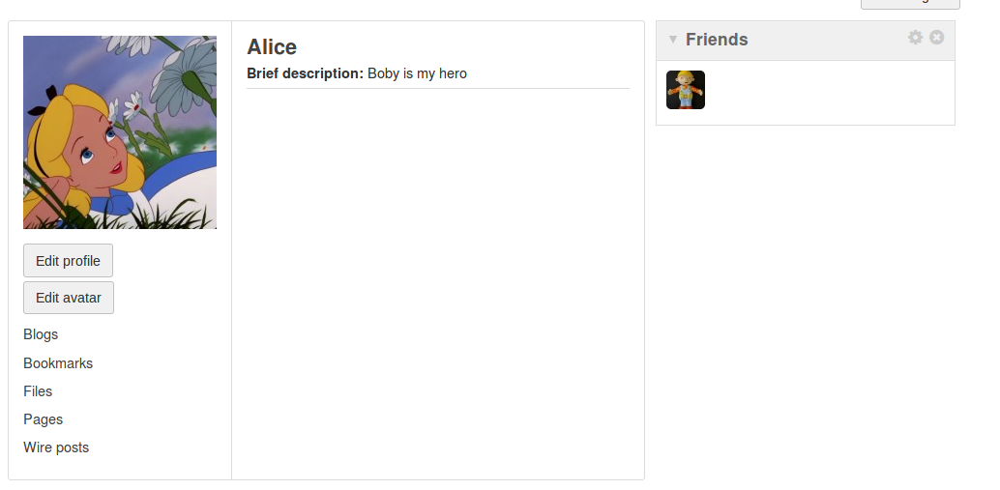 Alice
Brief description: Boby is my hero
Edit profile
Edit avatar
Blogs
Bookmarks
Files
Pages
Wire posts
Friends